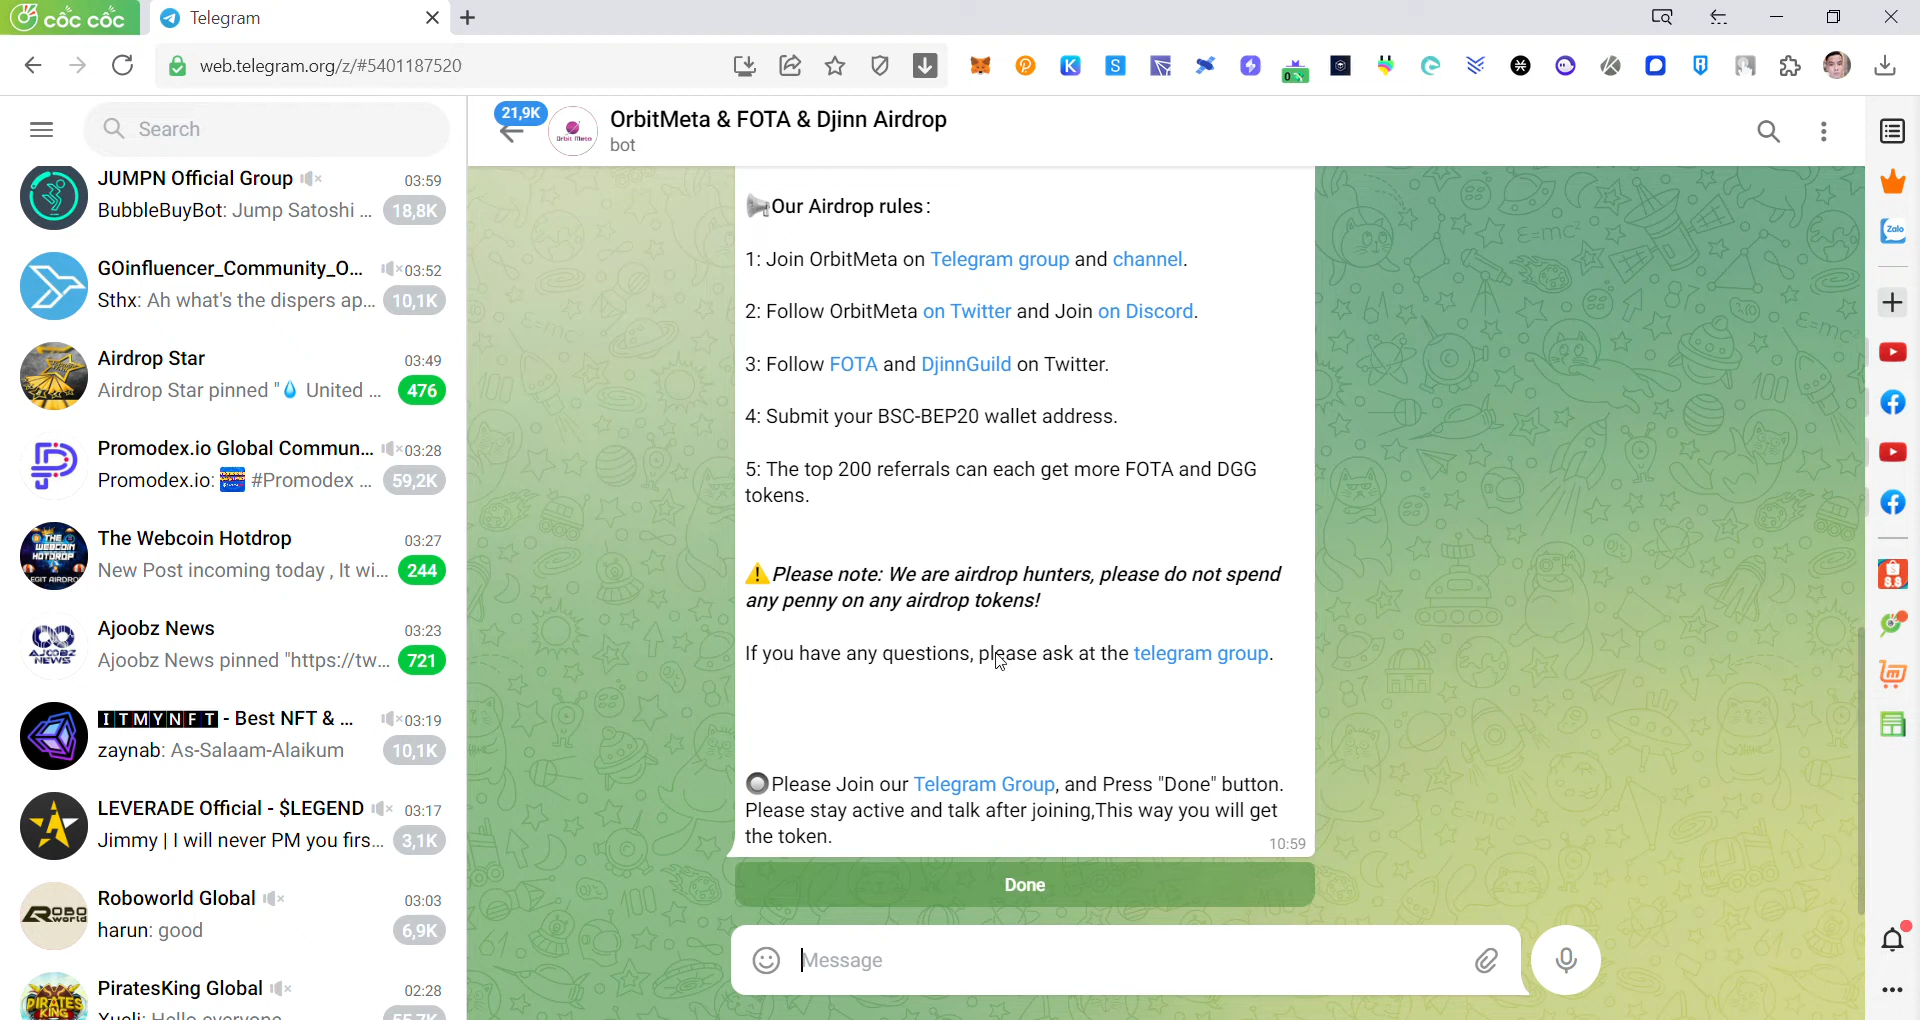 cốc cốc
Telegram
web.telegram.org/z/#5401187520
Search
JUMPN Official Group 03:59
BubbleBuyBot: Jump Satoshi ... 18,8K
GOinfluencer_Community_O... 03:52
Sthx: Ah what's the dispers ap... 10,1K
Airdrop Star 03:49
Airdrop Star pinned "💧 United ... 476
Promodex.io Global Commun... 03:28
Promodex.io: #Promodex ... 59,2K
The Webcoin Hotdrop 03:27
New Post incoming today , It wi... 244
Ajoobz News 03:23
Ajoobz News pinned "https://tw... 721
ITMYNFT - Best NFT & ... 03:19
zaynab: As-Salaam-Alaikum 10,1K
LEVERADE Official - $LEGEND 03:17
Jimmy | I will never PM you firs... 3,1K
Roboworld Global 03:03
harun: good 6,9K
PiratesKing Global 02:28
21,9K
OrbitMeta & FOTA & Djinn Airdrop
bot
📢Our Airdrop rules:
1: Join OrbitMeta on Telegram group and channel.
2: Follow OrbitMeta on Twitter and Join on Discord.
3: Follow FOTA and DjinnGuild on Twitter.
4: Submit your BSC-BEP20 wallet address.
5: The top 200 referrals can each get more FOTA and DGG
tokens.
⚠️Please note: We are airdrop hunters, please do not spend
any penny on any airdrop tokens!
If you have any questions, please ask at the telegram group.
🔘Please Join our Telegram Group, and Press "Done" button.
Please stay active and talk after joining,This way you will get
the token.
10:59
Done
Message
Zalo
8.8